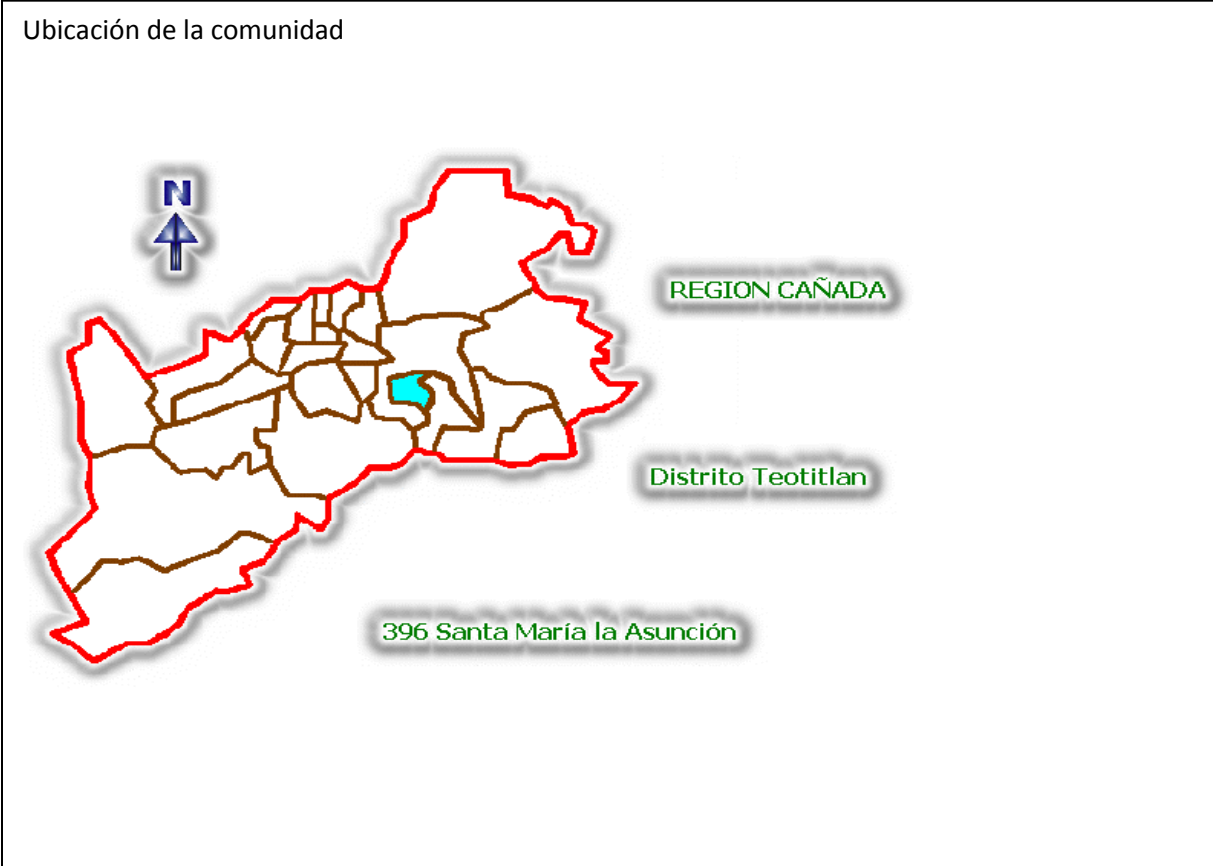 Ubicación de la comunidad
N
REGION CAÑADA
Distrito Teotitlan
396 Santa María la Asunción